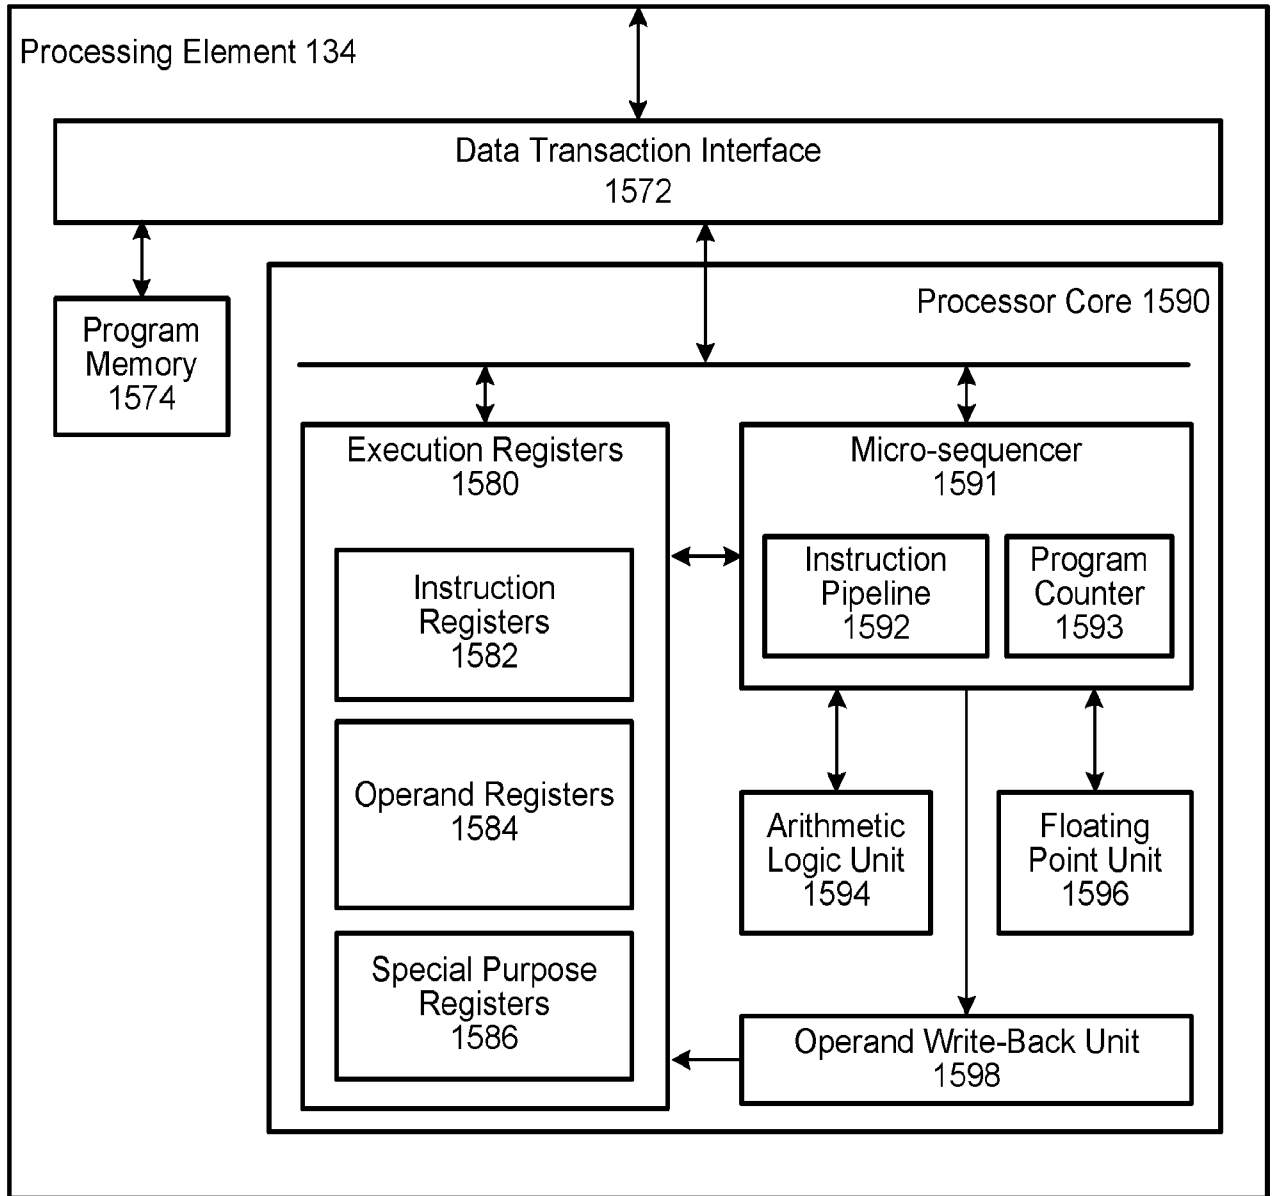 Processing Element 134
Data Transaction Interface
1572
Processor Core 1590
Program
Memory
1574
Execution Registers
1580
Instruction
Registers
1582
Operand Registers
1584
Special Purpose
Registers
1586
Micro-sequencer
1591
Instruction
Pipeline
1592
Program
Counter
1593
Arithmetic
Logic Unit
1594
Floating
Point Unit
1596
Operand Write-Back Unit
1598